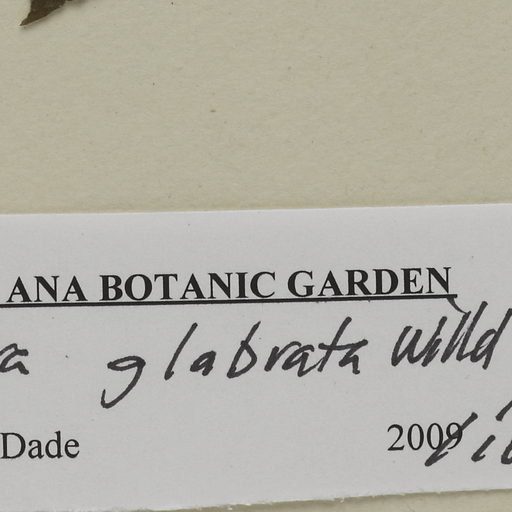 ANA BOTANIC GARDEN
a glabrata Willd
Dade 2009